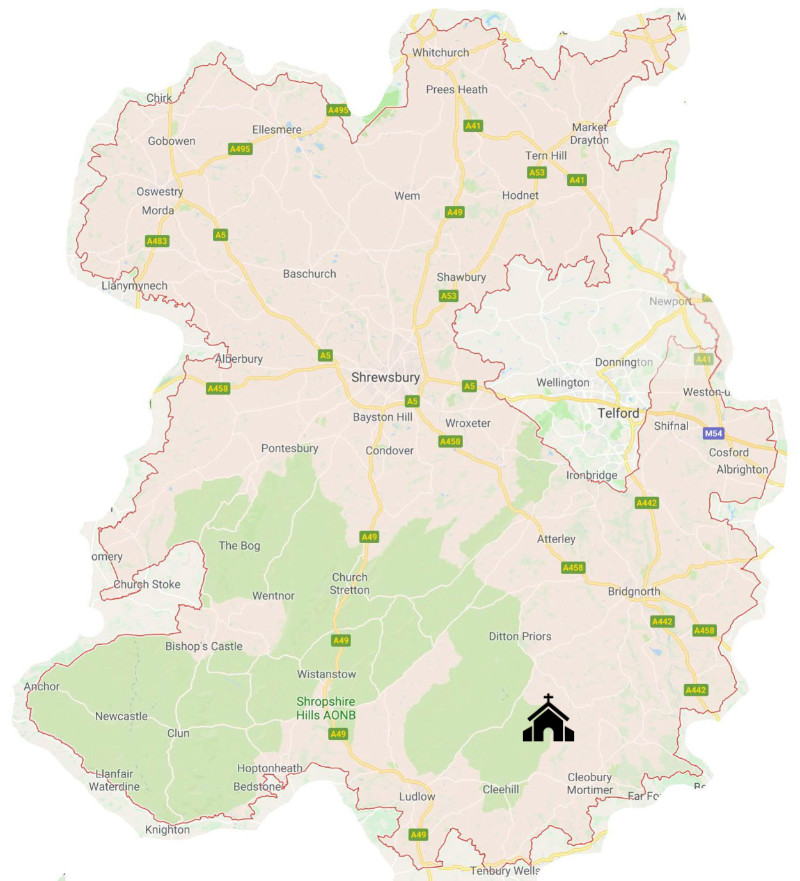 M
Whitchurch
Prees Heath
Chirk
A495
Ellesmere
A41
Market
Drayton
Gobowen
A495
Tern Hill
A53
A41
Oswestry
Wem
Hodnet
Morda
A49
A5
A483
Baschurch
Shawbury
Llanymynech
A53
Newport
Alberbury
A5
A41
Donnington
Shrewsbury
Wellington
A458
A5
Weston-u
A5
Telford
Bayston Hill
Wroxeter
Shifnal
M54
A458
Pontesbury
Condover
Cosford
Albrighton
Ironbridge
A442
A49
Atterley
The Bog
omery
A458
Church
Stretton
Church Stoke
Wentnor
Bridgnorth
A442
A458
Ditton Priors
A49
Bishop's Castle
Wistanstow
Anchor
A442
Shropshire
Hills AONB
Newcastle
Clun
A49
Hoptonheath
Llanfair
Waterdine
Bedstone
Cleobury
Mortimer
Ludlow
Cleehill
Far Fo
Knighton
A49
Tenbury Wells